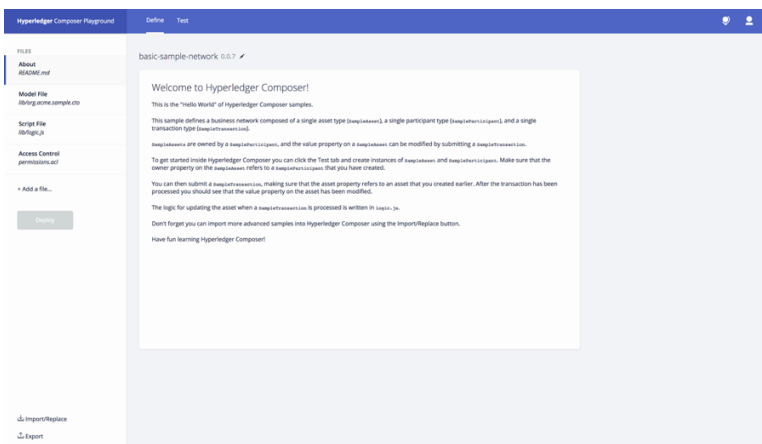 Hyperledger Composer Playground
Define Test
FILES
About
README.md
Model File
lib/org.acme.sample.cto
Script File
lib/logic.js
Access Control
permissions.acl
+ Add a file...
Deploy
Import/Replace
Export
basic-sample-network 0.0.7
Welcome to Hyperledger Composer!
This is the "Hello World" of Hyperledger Composer samples.
This sample defines a business network composed of a single asset type (SampleAsset), a single participant type (SampleParticipant), and a single
transaction type (SampleTransaction).
SampleAssets are owned by a SampleParticipant, and the value property on a SampleAsset can be modified by submitting a SampleTransaction.
To get started inside Hyperledger Composer you can click the Test tab and create instances of SampleAsset and SampleParticipant. Make sure that the
owner property on the SampleAsset refers to a SampleParticipant that you have created.
You can then submit a SampleTransaction, making sure that the asset property refers to an asset that you created earlier. After the transaction has been
processed you should see that the value property on the asset has been modified.
The logic for updating the asset when a SampleTransaction is processed is written in logic.js.
Don't forget you can import more advanced samples into Hyperledger Composer using the Import/Replace button.
Have fun learning Hyperledger Composer!